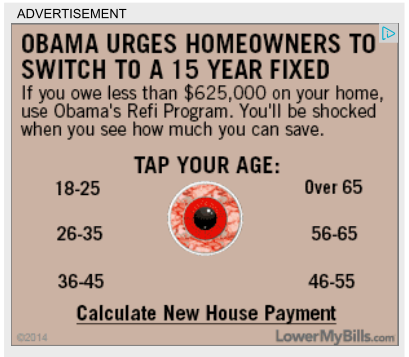 ADVERTISEMENT
OBAMA URGES HOMEOWNERS TO
SWITCH TO A 15 YEAR FIXED
If you owe less than $625,000 on your home,
use Obama's Refi Program. You'll be shocked
when you see how much you can save.
TAP YOUR AGE:
18-25
Over 65
26-35
56-65
36-45
46-55
Calculate New House Payment
©2014
LowerMyBills.com